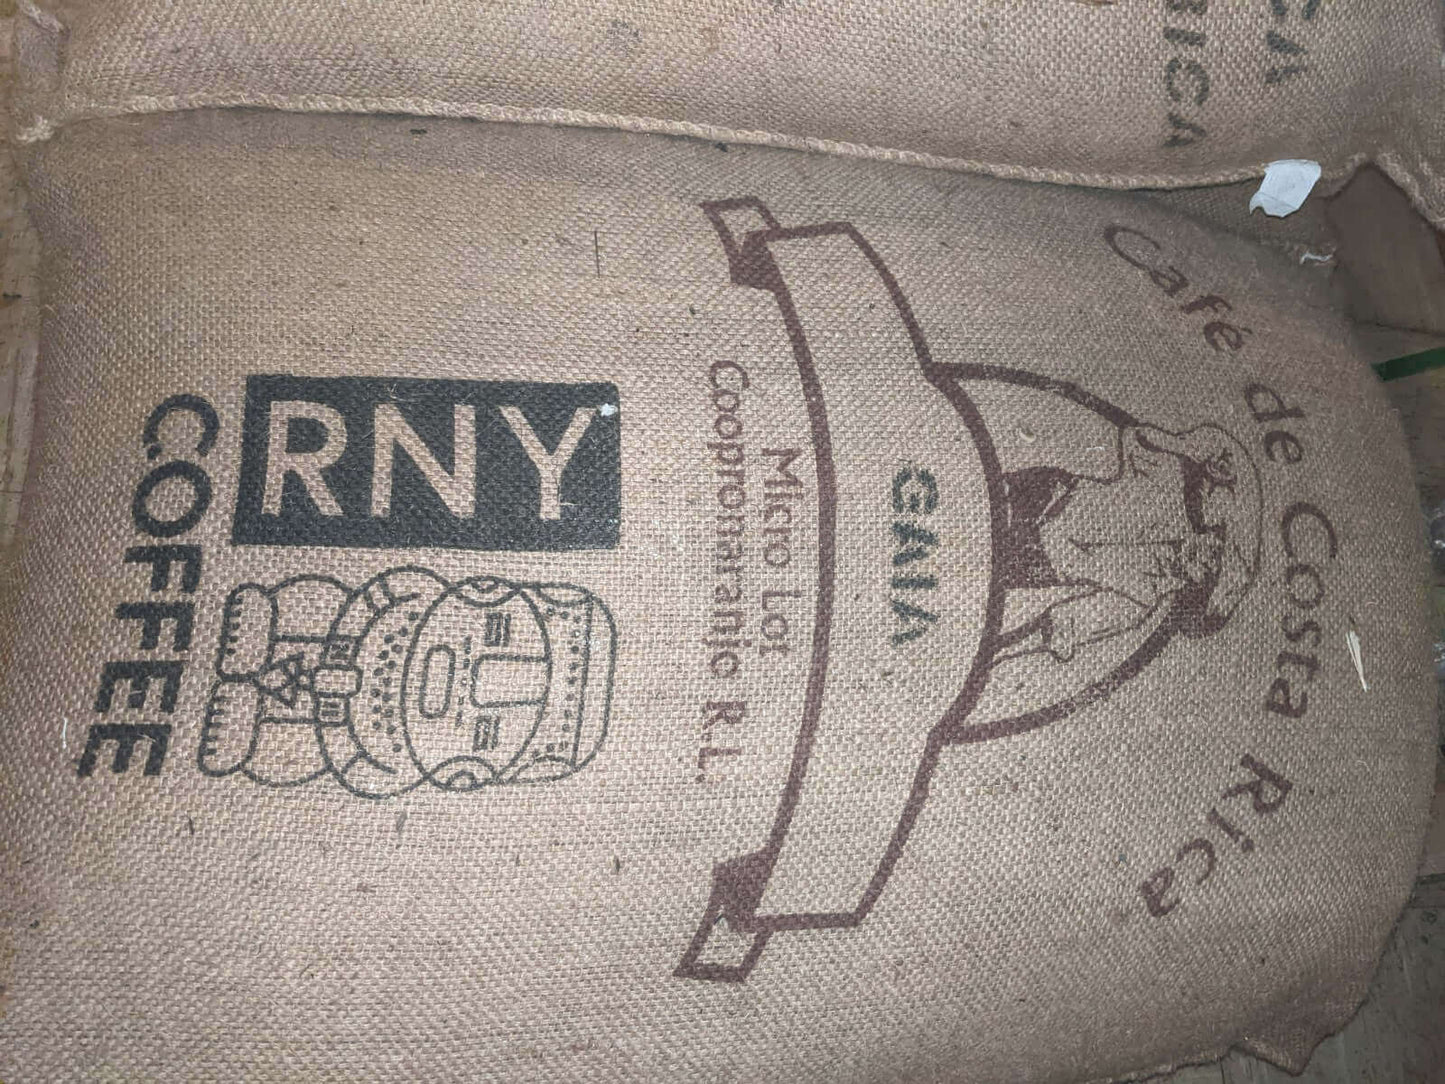 Café de Costa Rica
GAIA
Micro Lot
Coopronaranjo R.L.
RNY
COFFEE